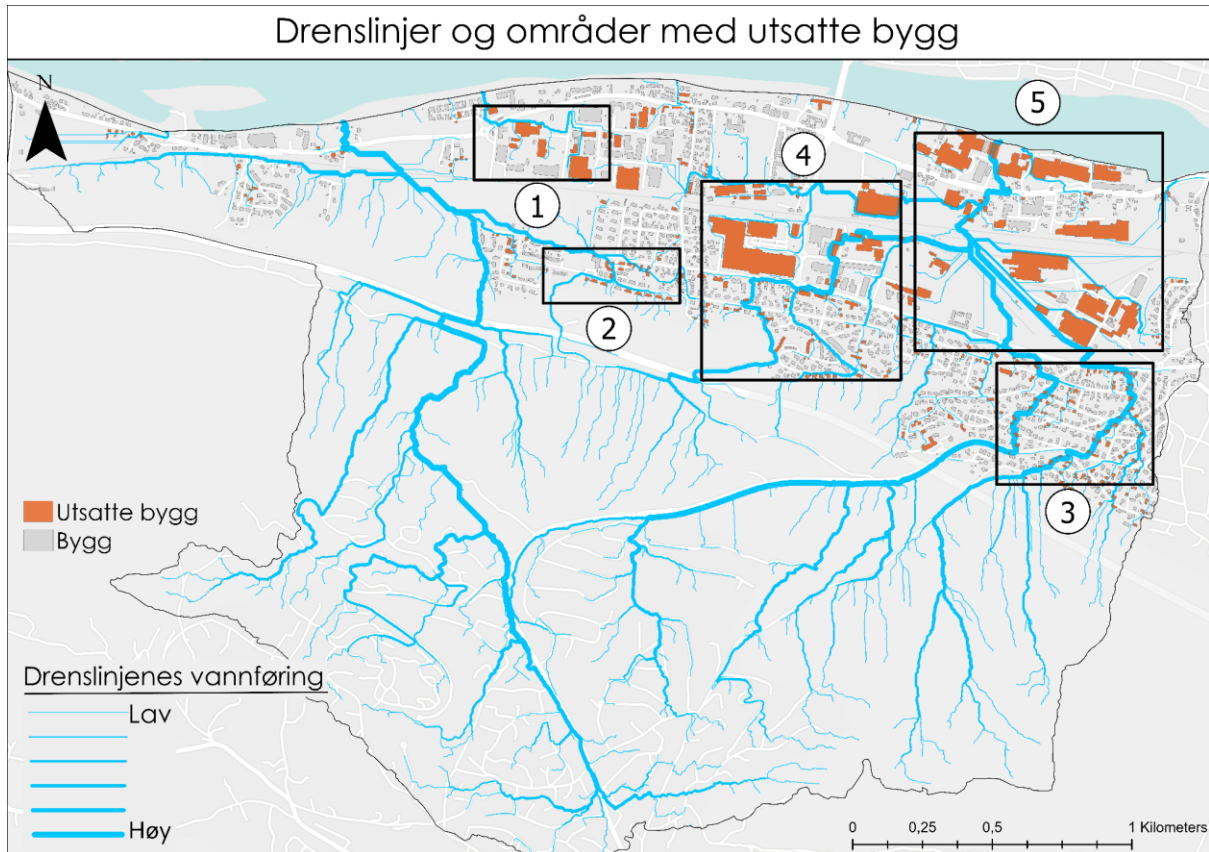 Drenslinjer og områder med utsatte bygg
N
5
4
1
2
3
Utsatte bygg
Bygg
Drenslinjenes vannføring
Lav
Høy
0 0,25 0,5 1 Kilometers